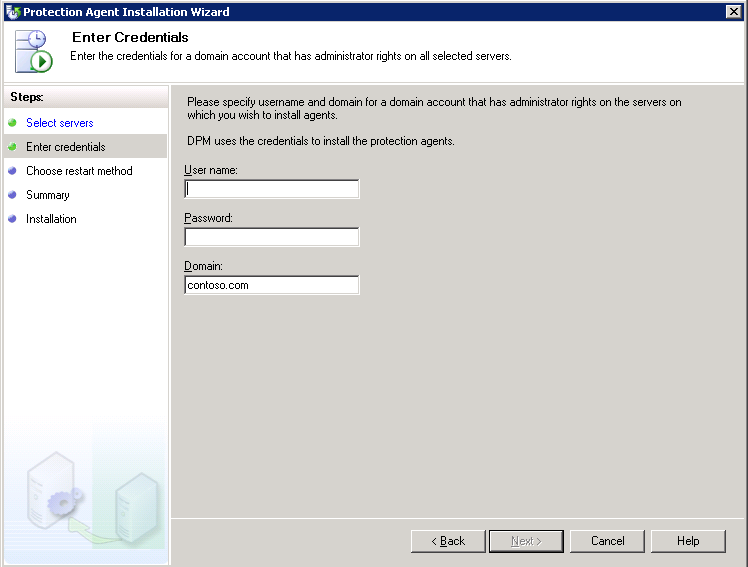 Protection Agent Installation Wizard
Enter Credentials
Enter the credentials for a domain account that has administrator rights on all selected servers.
Steps:
Select servers
Enter credentials
Choose restart method
Summary
Installation
Please specify username and domain for a domain account that has administrator rights on the servers on
which you wish to install agents.
DPM uses the credentials to install the protection agents.
User name:
Password:
Domain:
contoso.com
< Back
Next >
Cancel
Help